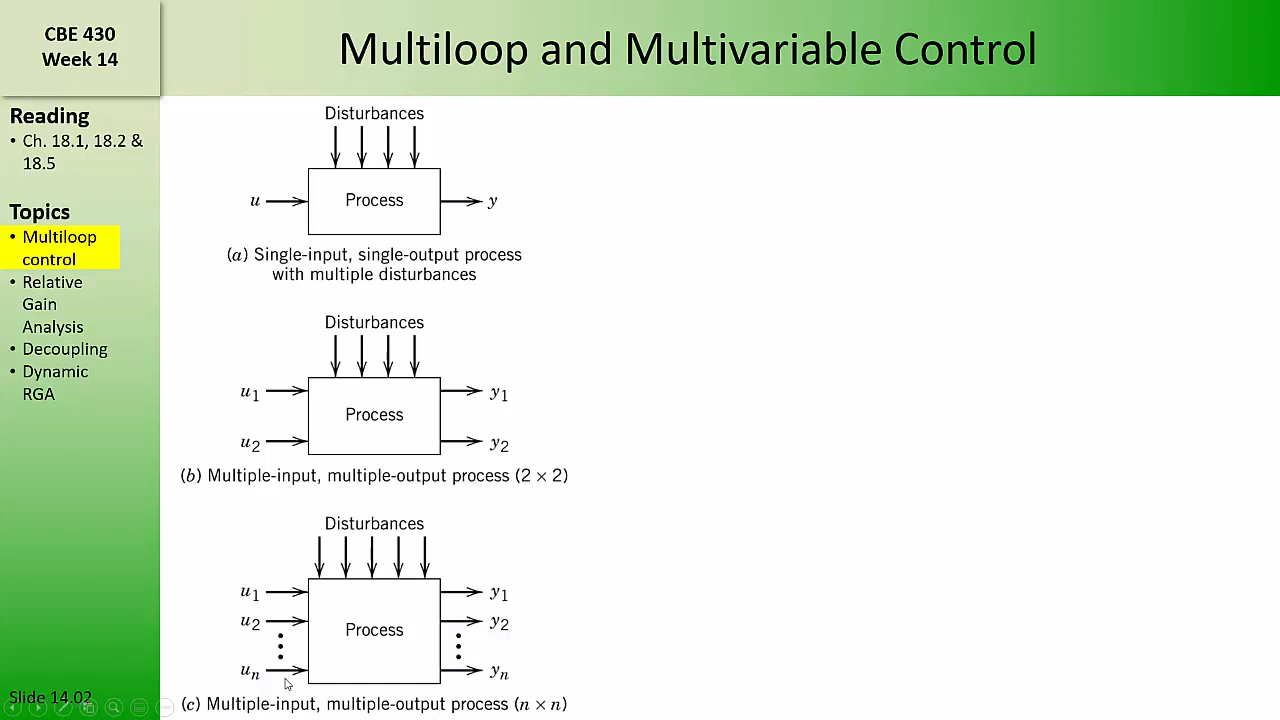 CBE 430
Week 14
Multiloop and Multivariable Control
Reading
• Ch. 18.1, 18.2 &
18.5
Topics
• Multiloop
control
• Relative
Gain
Analysis
• Decoupling
• Dynamic
RGA
Slide 14.02
Disturbances
u
Process
y
(a) Single-input, single-output process
with multiple disturbances
Disturbances
u1
y1
Process
u2
y2
(b) Multiple-input, multiple-output process (2 × 2)
Disturbances
u1
y1
u2
y2
Process
un
yn
(c) Multiple-input, multiple-output process (n × n)